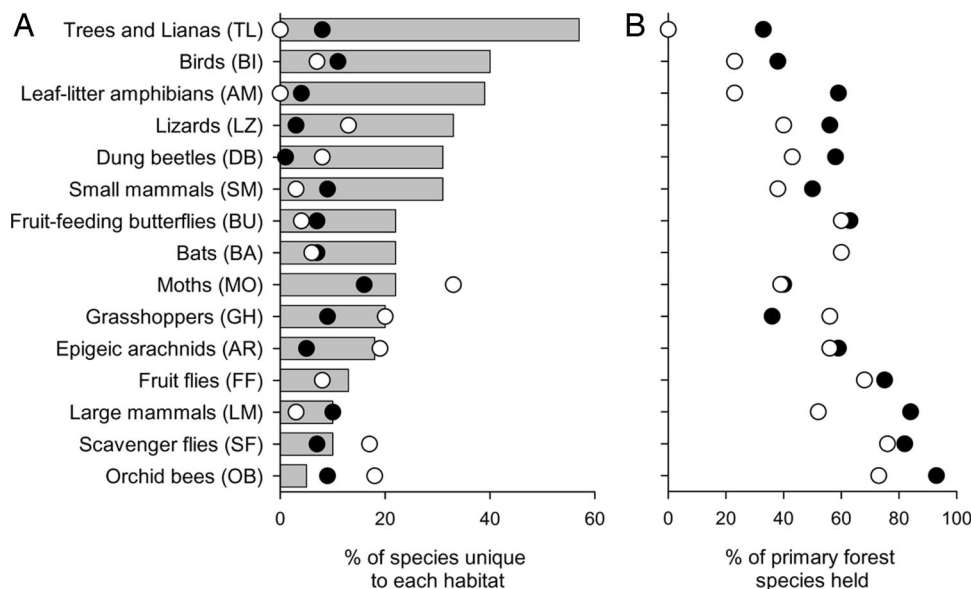 A
B
Trees and Lianas (TL)
Birds (BI)
Leaf-litter amphibians (AM)
Lizards (LZ)
Dung beetles (DB)
Small mammals (SM)
Fruit-feeding butterflies (BU)
Bats (BA)
Moths (MO)
Grasshoppers (GH)
Epigeic arachnids (AR)
Fruit flies (FF)
Large mammals (LM)
Scavenger flies (SF)
Orchid bees (OB)
0 20 40 60
% of species unique
to each habitat
0 20 40 60 80 100
% of primary forest
species held